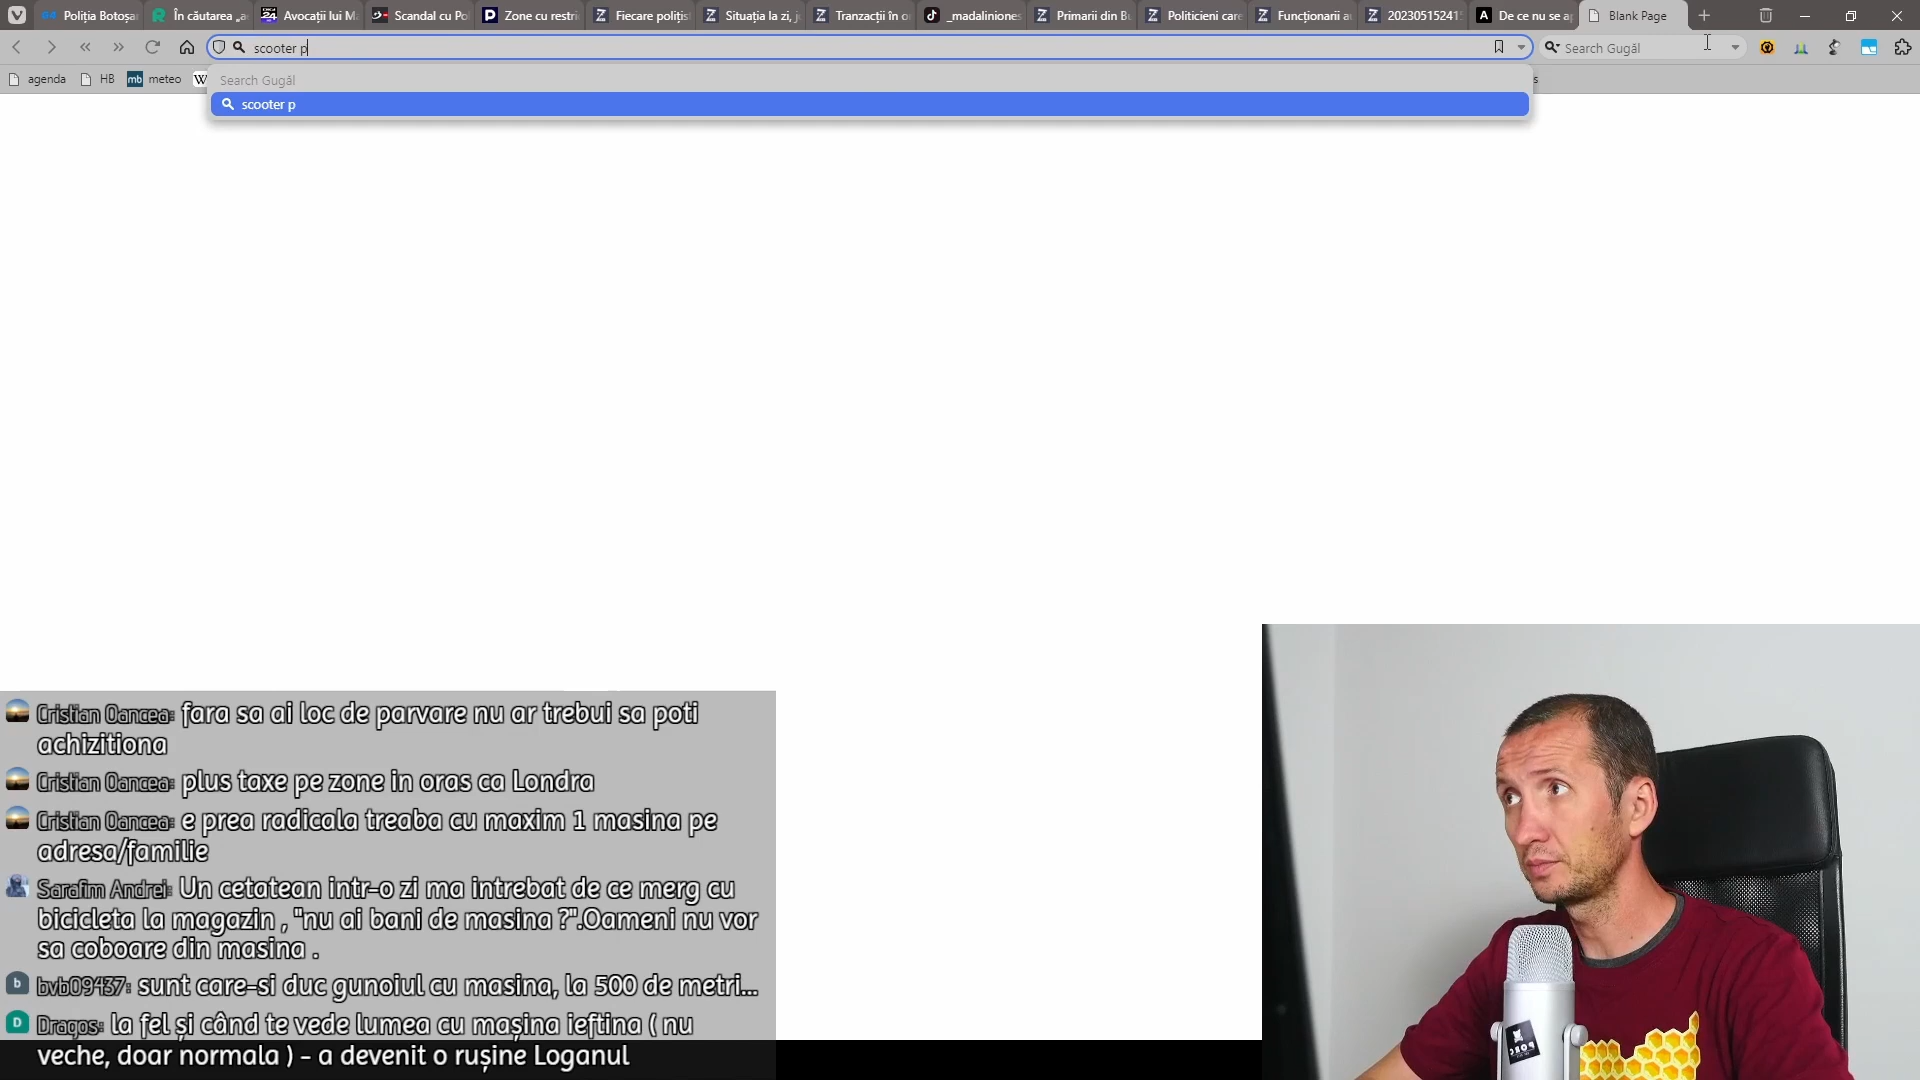 Poliția Botoșa
În căutarea „a
24 Avocații lui M
Scandal cu Po
Zone cu restri
Fiecare polițist
Situația la zi, j
Tranzacții în o
_madaliniones
Primarii din Bu
Politicieni care
Funcționarii a
2023051524
De ce nu se a
Blank Page
scooter p
Search Gugăl
agenda
HB
mb meteo
W
s
Search Gugăl
scooter p
Cristian Oancea: fara sa ai loc de parvare nu ar trebui sa poti
achizitiona
Cristian Oancea: plus taxe pe zone in oras ca Londra
Cristian Oancea: e prea radicala treaba cu maxim 1 masina pe
adresa/familie
Sarafim Andrei: Un cetatean intr-o zi ma intrebat de ce merg cu
bicicleta la magazin , "nu ai bani de masina ?".Oameni nu vor
sa coboare din masina .
b bvb09437: sunt care-si duc gunoiul cu masina, la 500 de metri...
D Dragos: la fel și când te vede lumea cu mașina ieftina ( nu
veche, doar normala ) - a devenit o rușine Loganul